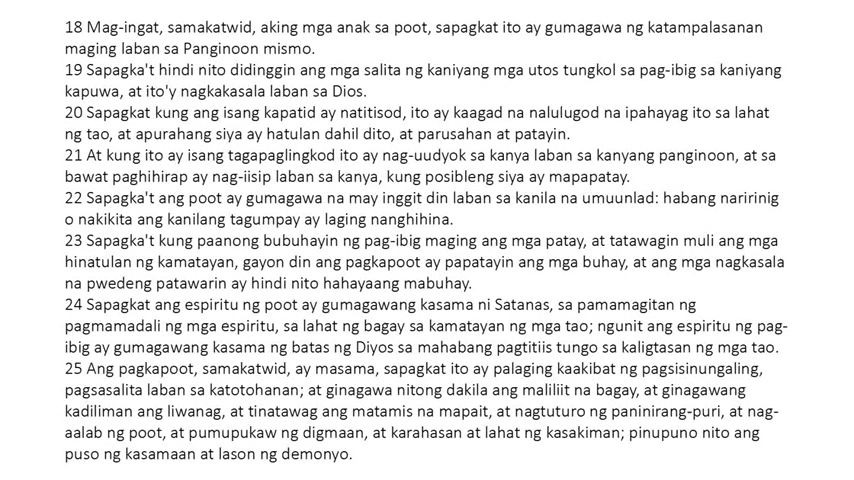 18 Mag-ingat, samakatwid, aking mga anak sa poot, sapagkat ito ay gumagawa ng katampalasanan
maging laban sa Panginoon mismo.
19 Sapagka't hindi nito didinggin ang mga salita ng kaniyang mga utos tungkol sa pag-ibig sa kaniyang
kapuwa, at ito'y nagkakasala laban sa Dios.
20 Sapagkat kung ang isang kapatid ay natitisod, ito ay kaagad na nalulugod na ipahayag ito sa lahat
ng tao, at apurahang siya ay hatulan dahil dito, at parusahan at patayin.
21 At kung ito ay isang tagapaglingkod ito ay nag-uudyok sa kanya laban sa kanyang panginoon, at sa
bawat paghihirap ay nag-iisip laban sa kanya, kung posibleng siya ay mapapatay.
22 Sapagka't ang poot ay gumagawa na may inggit din laban sa kanila na umuunlad: habang naririnig
o nakikita ang kanilang tagumpay ay laging nanghihina.
23 Sapagka't kung paanong bubuhayin ng pag-ibig maging ang mga patay, at tatawagin muli ang mga
hinatulan ng kamatayan, gayon din ang pagkapoot ay papatayin ang mga buhay, at ang mga nagkasala
na pwedeng patawarin ay hindi nito hahayaang mabuhay.
24 Sapagkat ang espiritu ng poot ay gumagawang kasama ni Satanas, sa pamamagitan ng
pagmamadali ng mga espiritu, sa lahat ng bagay sa kamatayan ng mga tao; ngunit ang espiritu ng pag-
ibig ay gumagawang kasama ng batas ng Diyos sa mahabang pagtitiis tungo sa kaligtasan ng mga tao.
25 Ang pagkapoot, samakatwid, ay masama, sapagkat ito ay palaging kaakibat ng pagsisinungaling,
pagsasalita laban sa katotohanan; at ginagawa nitong dakila ang maliliit na bagay, at ginagawang
kadiliman ang liwanag, at tinatawag ang matamis na mapait, at nagtuturo ng paninirang-puri, at nag-
aalab ng poot, at pumupukaw ng digmaan, at karahasan at lahat ng kasakiman; pinupuno nito ang
puso ng kasamaan at lason ng demonyo.